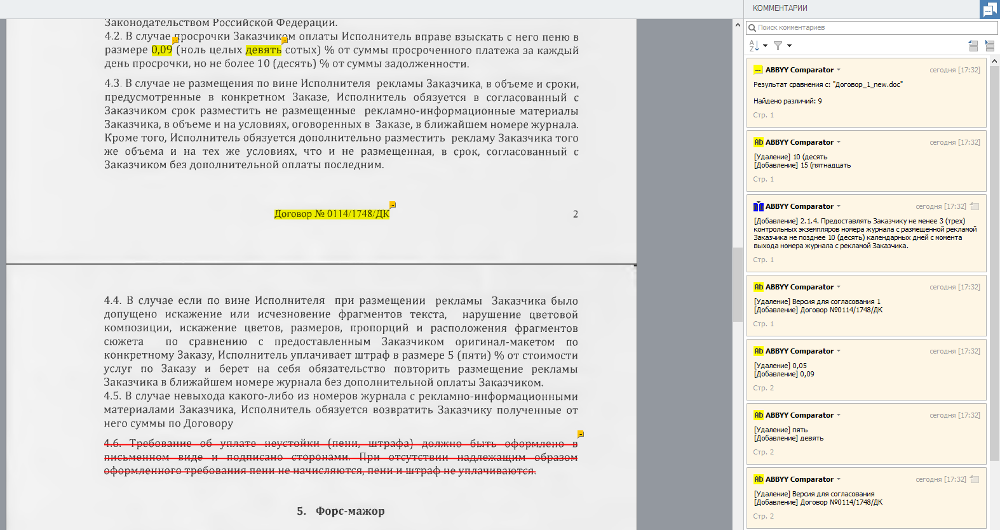 Законодательством Российской Федерации.
4.2. В случае просрочки Заказчиком оплаты Исполнитель вправе взыскать с него пеню в
размере 0,09 (ноль целых девять сотых) % от суммы просроченного платежа за каждый
день просрочки, но не более 10 (десять) % от суммы задолженности.
4.3. В случае не размещения по вине Исполнителя рекламы Заказчика, в объеме и сроки,
предусмотренные в конкретном Заказе, Исполнитель обязуется в согласованный с
Заказчиком срок разместить не размещенные рекламно-информационные материалы
Заказчика, в объеме и на условиях, оговоренных в Заказе, в ближайшем номере журнала.
Кроме того, Исполнитель обязуется дополнительно разместить рекламу Заказчика того
же объема и на тех же условиях, что и не размещенная, в срок, согласованный с
Заказчиком без дополнительной оплаты последним.
Договор № 0114/1748/ДК 2
4.4. В случае если по вине Исполнителя при размещении рекламы Заказчика было
допущено искажение или исчезновение фрагментов текста, нарушение цветовой
композиции, искажение цветов, размеров, пропорций и расположения фрагментов
сюжета по сравнению с предоставленным Заказчиком оригинал-макетом по
конкретному Заказу, Исполнитель уплачивает штраф в размере 5 (пяти) % от стоимости
услуг по Заказу и берет на себя обязательство повторить размещение рекламы
Заказчика в ближайшем номере журнала без дополнительной оплаты Заказчиком.
4.5. В случае невыхода какого-либо из номеров журнала с рекламно-информационными
материалами Заказчика, Исполнитель обязуется возвратить Заказчику полученные от
него суммы по Договору
4.6. Требование об уплате неустойки (пени, штрафа) должно быть оформлено в
письменном виде и подписано сторонами. При отсутствии надлежащим образом
оформленного требования пени не начисляются, пени и штраф не уплачиваются.
5. Форс-мажор
КОММЕНТАРИИ
Поиск комментариев
ABBYY Comparator сегодня [17:32]
Результат сравнения с: "Договор_1_new.doc"
Найдено различий: 9
Стр. 1
Ab ABBYY Comparator сегодня [17:32]
[Удаление] 10 (десять
[Добавление] 15 (пятнадцать
Стр. 1
ABBYY Comparator сегодня [17:32]
[Добавление] 2.1.4. Предоставлять Заказчику не менее 3 (трех)
контрольных экземпляров номера журнала с размещенной рекламой
Заказчика не позднее 10 (десять) календарных дней с момента
выхода номера журнала с рекламой Заказчика.
Стр. 1
Ab ABBYY Comparator сегодня [17:32]
[Удаление] Версия для согласования 1
[Добавление] Договор №0114/1748/ДК
Стр. 1
Ab ABBYY Comparator сегодня [17:32]
[Удаление] 0,05
[Добавление] 0,09
Стр. 2
Ab ABBYY Comparator сегодня [17:32]
[Удаление] пять
[Добавление] девять
Стр. 2
Ab ABBYY Comparator сегодня [17:32]
[Удаление] Версия для согласования
[Добавление] Договор №0114/1748/ДК
Стр. 2